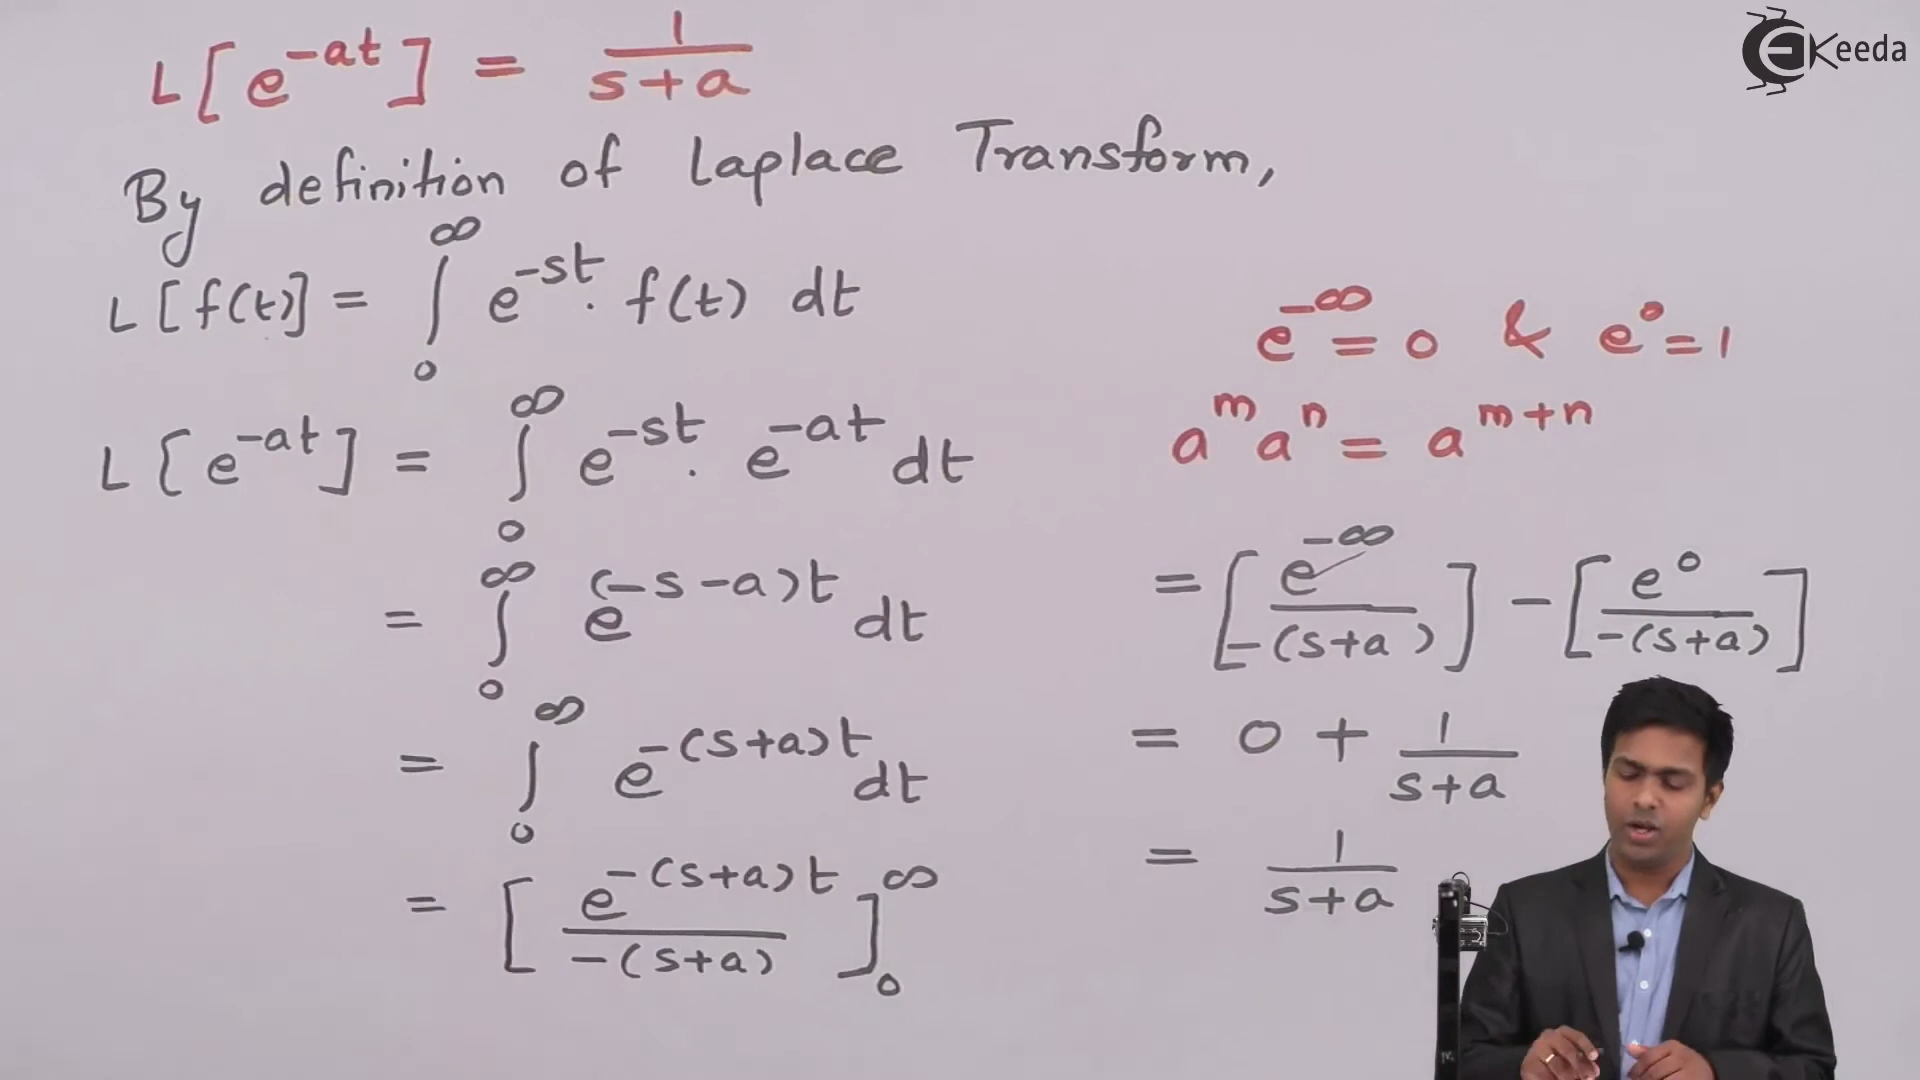 L[e^{-at}] = 1/(s+a)
By definition of Laplace Transform,
L[f(t)] = ∫_0^∞ e^{-st} . f(t) dt
L[e^{-at}] = ∫_0^∞ e^{-st} . e^{-at} dt
= ∫_0^∞ e^{(-s-a)t} dt
= ∫_0^∞ e^{-(s+a)t} dt
= [e^{-(s+a)t}/-(s+a)]_0^∞
e^{-∞} = 0 & e^0 = 1
a^m a^n = a^{m+n}
= [e^{-∞}/-(s+a)] - [e^0/-(s+a)]
= 0 + 1/(s+a)
= 1/(s+a)
eKeeda